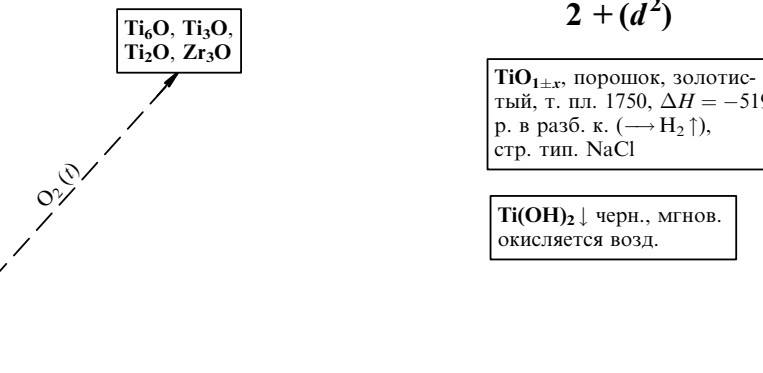 Ti₆O, Ti₃O,
Ti₂O, Zr₃O
O₂(t)
2 + (d²)
TiO₁±ₓ, порошок, золотис-
тый, т. пл. 1750, ΔH = −519
р. в разб. к. (⟶ H₂↑),
стр. тип. NaCl
Ti(OH)₂↓ черн., мгнов.
окисляется возд.